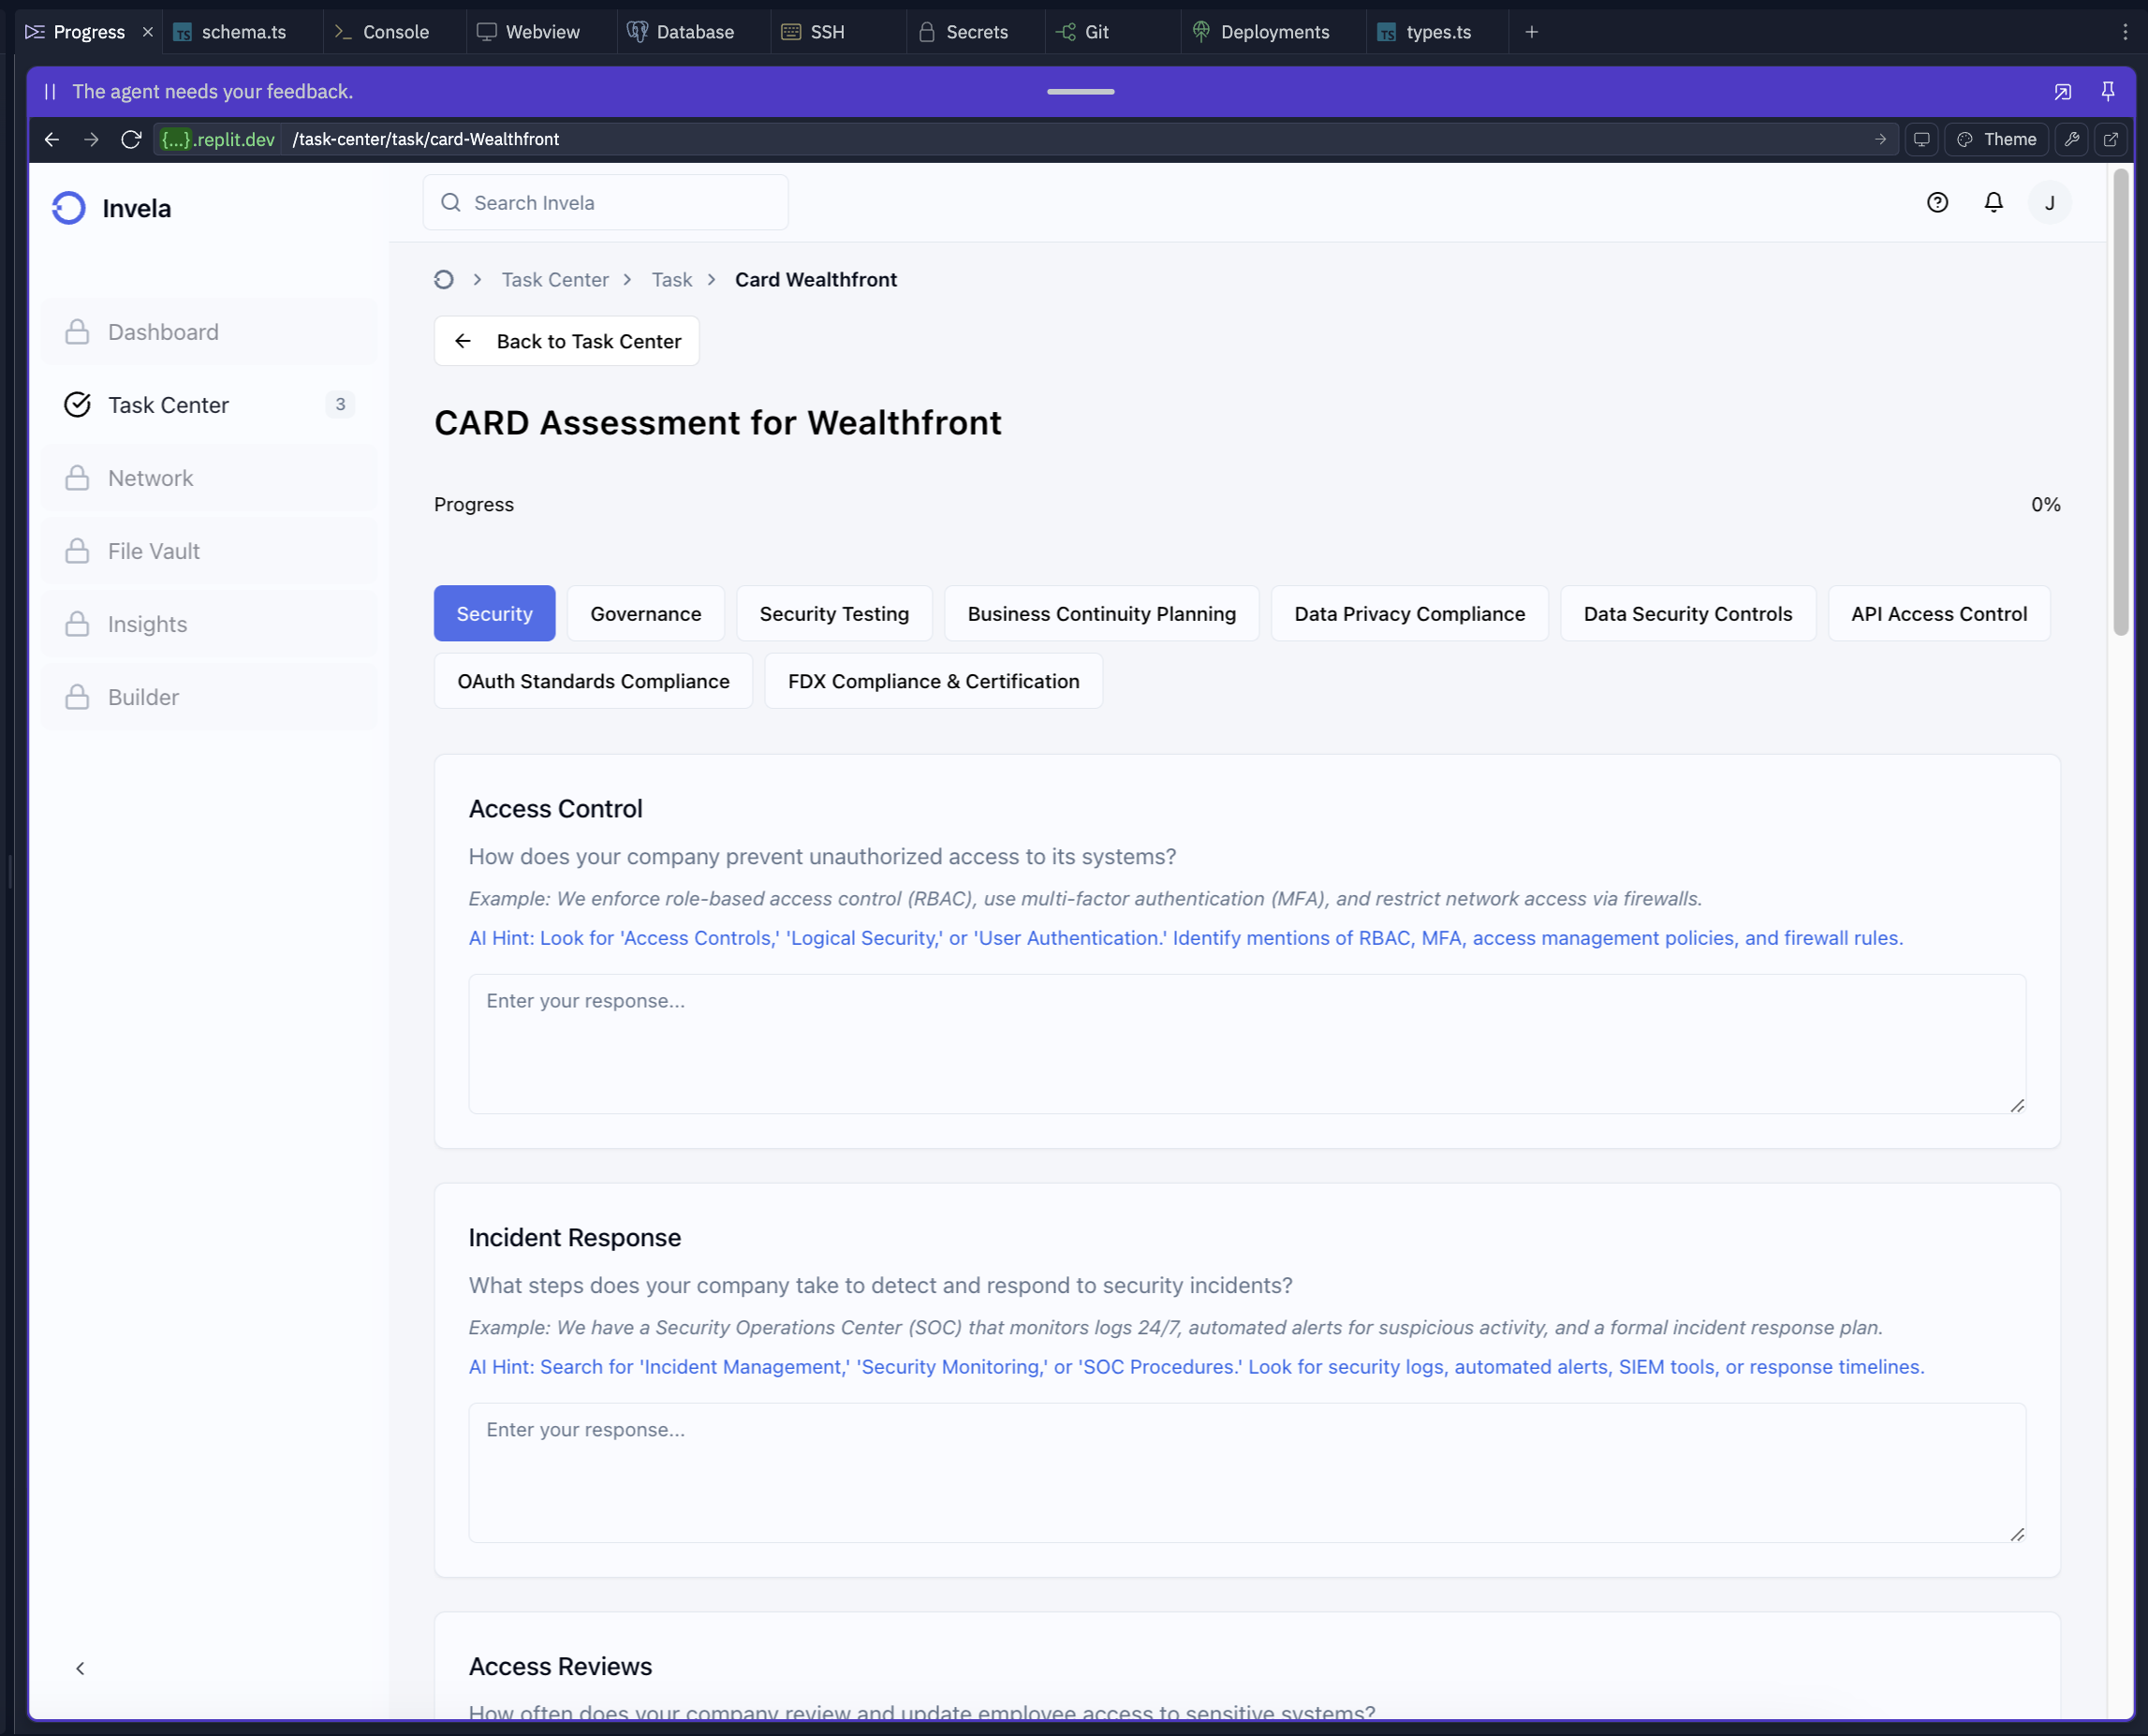 Progress
schema.ts
Console
Webview
Database
SSH
Secrets
Git
Deployments
types.ts
The agent needs your feedback.
{...}.replit.dev /task-center/task/card-Wealthfront
Theme
Invela
Search Invela
J
Dashboard
Task Center 3
Network
File Vault
Insights
Builder
Task Center
Task
Card Wealthfront
Back to Task Center
CARD Assessment for Wealthfront
Progress 0%
Security
Governance
Security Testing
Business Continuity Planning
Data Privacy Compliance
Data Security Controls
API Access Control
OAuth Standards Compliance
FDX Compliance & Certification
Access Control
How does your company prevent unauthorized access to its systems?
Example: We enforce role-based access control (RBAC), use multi-factor authentication (MFA), and restrict network access via firewalls.
AI Hint: Look for 'Access Controls,' 'Logical Security,' or 'User Authentication.' Identify mentions of RBAC, MFA, access management policies, and firewall rules.
Enter your response...
Incident Response
What steps does your company take to detect and respond to security incidents?
Example: We have a Security Operations Center (SOC) that monitors logs 24/7, automated alerts for suspicious activity, and a formal incident response plan.
AI Hint: Search for 'Incident Management,' 'Security Monitoring,' or 'SOC Procedures.' Look for security logs, automated alerts, SIEM tools, or response timelines.
Enter your response...
Access Reviews
How often does your company review and update employee access to sensitive systems?